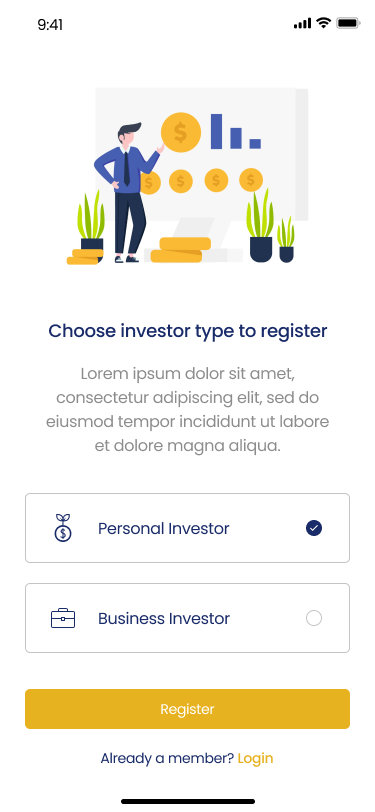 9:41
$
$ $ $ $
Choose investor type to register
Lorem ipsum dolor sit amet,
consectetur adipiscing elit, sed do
eiusmod tempor incididunt ut labore
et dolore magna aliqua.
$ Personal Investor
Business Investor
Register
Already a member? Login